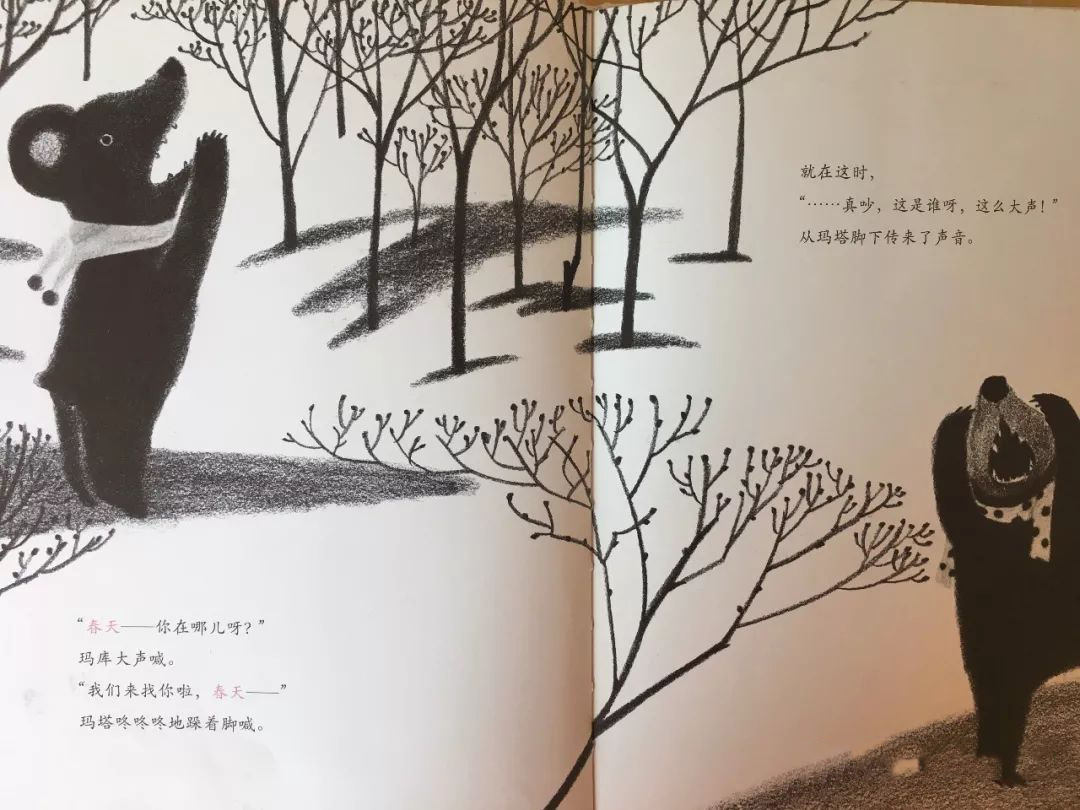 “春天——你在哪儿呀？”
玛库大声喊。
“我们来找你啦，春天——”
玛塔咚咚咚地跺着脚喊。
就在这时，
“……真吵，这是谁呀，这么大声！”
从玛塔脚下传来了声音。